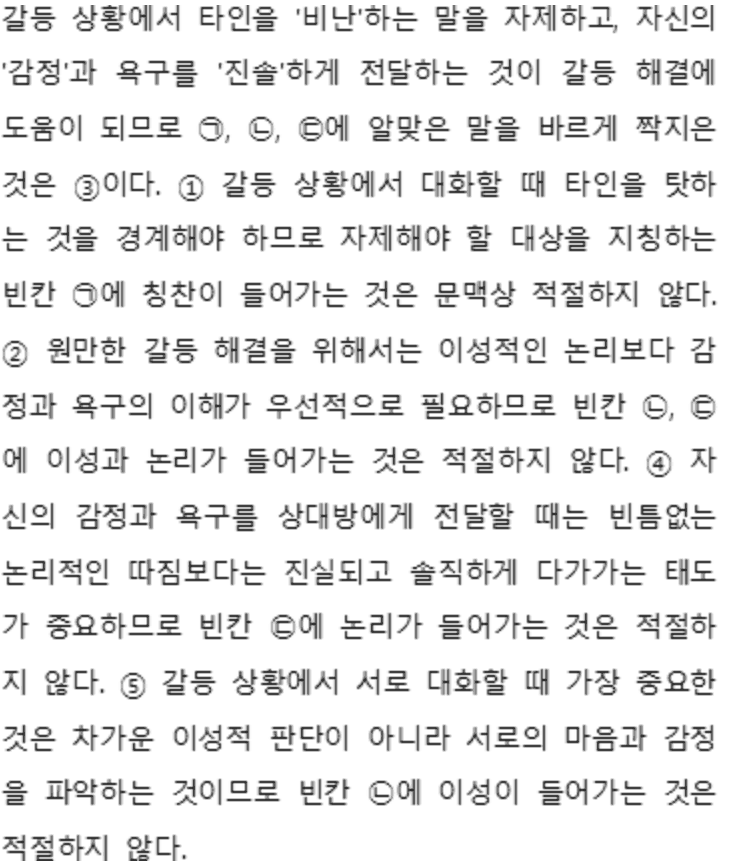 갈등 상황에서 타인을 '비난'하는 말을 자제하고, 자신의
'감정'과 욕구를 '진솔'하게 전달하는 것이 갈등 해결에
도움이 되므로 ㉠, ㉡, ㉢에 알맞은 말을 바르게 짝지은
것은 ③이다. ① 갈등 상황에서 대화할 때 타인을 탓하
는 것을 경계해야 하므로 자제해야 할 대상을 지칭하는
빈칸 ㉠에 칭찬이 들어가는 것은 문맥상 적절하지 않다.
② 원만한 갈등 해결을 위해서는 이성적인 논리보다 감
정과 욕구의 이해가 우선적으로 필요하므로 빈칸 ㉡, ㉢
에 이성과 논리가 들어가는 것은 적절하지 않다. ④ 자
신의 감정과 욕구를 상대방에게 전달할 때는 빈틈없는
논리적인 따짐보다는 진실되고 솔직하게 다가가는 태도
가 중요하므로 빈칸 ㉢에 논리가 들어가는 것은 적절하
지 않다. ⑤ 갈등 상황에서 서로 대화할 때 가장 중요한
것은 차가운 이성적 판단이 아니라 서로의 마음과 감정
을 파악하는 것이므로 빈칸 ㉡에 이성이 들어가는 것은
적절하지 않다.